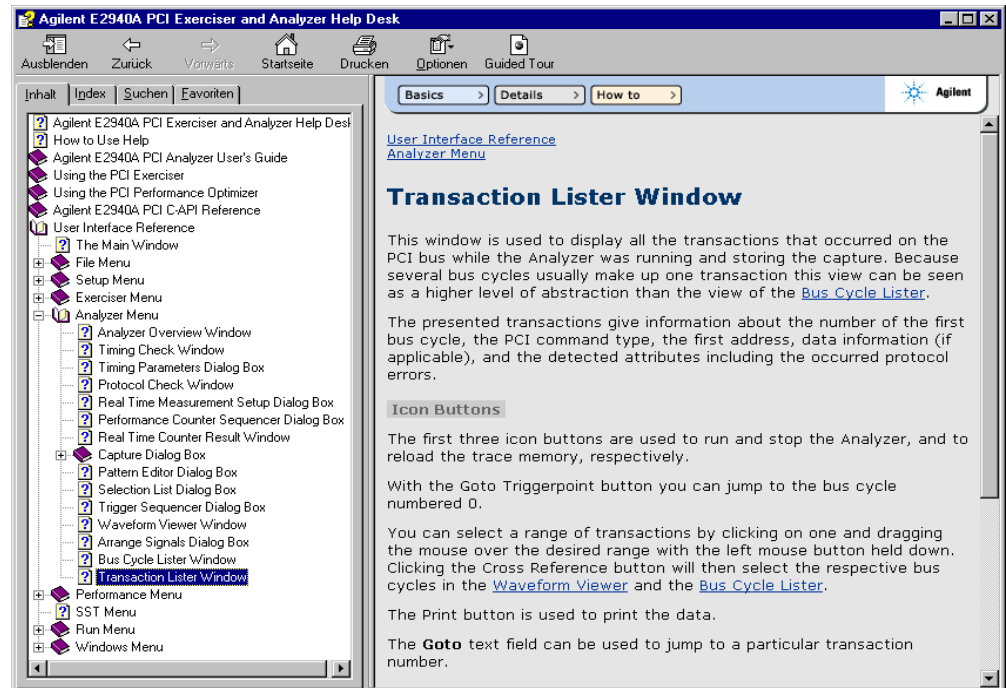 Agilent E2940A PCI Exerciser and Analyzer Help Desk
Ausblenden Zurück Vorwärts Startseite Drucken Optionen Guided Tour
Inhalt Index Suchen Favoriten
Agilent E2940A PCI Exerciser and Analyzer Help Desk
How to Use Help
Agilent E2940A PCI Analyzer User's Guide
Using the PCI Exerciser
Using the PCI Performance Optimizer
Agilent E2940A PCI C-API Reference
User Interface Reference
The Main Window
File Menu
Setup Menu
Exerciser Menu
Analyzer Menu
Analyzer Overview Window
Timing Check Window
Timing Parameters Dialog Box
Protocol Check Window
Real Time Measurement Setup Dialog Box
Performance Counter Sequencer Dialog Box
Real Time Counter Result Window
Capture Dialog Box
Pattern Editor Dialog Box
Selection List Dialog Box
Trigger Sequencer Dialog Box
Waveform Viewer Window
Arrange Signals Dialog Box
Bus Cycle Lister Window
Transaction Lister Window
Performance Menu
SST Menu
Run Menu
Windows Menu
Basics > Details > How to > Agilent
User Interface Reference
Analyzer Menu
Transaction Lister Window
This window is used to display all the transactions that occurred on the
PCI bus while the Analyzer was running and storing the capture. Because
several bus cycles usually make up one transaction this view can be seen
as a higher level of abstraction than the view of the Bus Cycle Lister.
The presented transactions give information about the number of the first
bus cycle, the PCI command type, the first address, data information (if
applicable), and the detected attributes including the occurred protocol
errors.
Icon Buttons
The first three icon buttons are used to run and stop the Analyzer, and to
reload the trace memory, respectively.
With the Goto Triggerpoint button you can jump to the bus cycle
numbered 0.
You can select a range of transactions by clicking on one and dragging
the mouse over the desired range with the left mouse button held down.
Clicking the Cross Reference button will then select the respective bus
cycles in the Waveform Viewer and the Bus Cycle Lister.
The Print button is used to print the data.
The Goto text field can be used to jump to a particular transaction
number.